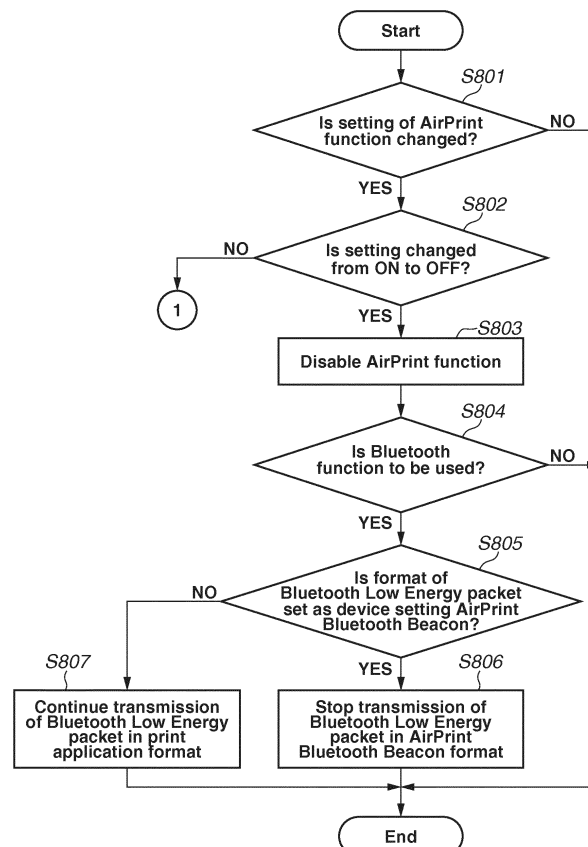 Start
S801
Is setting of AirPrint
function changed?
NO
YES
S802
Is setting changed
from ON to OFF?
NO
1
YES
S803
Disable AirPrint function
S804
Is Bluetooth
function to be used?
NO
YES
S805
Is format of
Bluetooth Low Energy packet
set as device setting AirPrint
Bluetooth Beacon?
NO
YES
S807
Continue transmission
of Bluetooth Low Energy
packet in print
application format
S806
Stop transmission of
Bluetooth Low Energy
packet in AirPrint
Bluetooth Beacon format
End